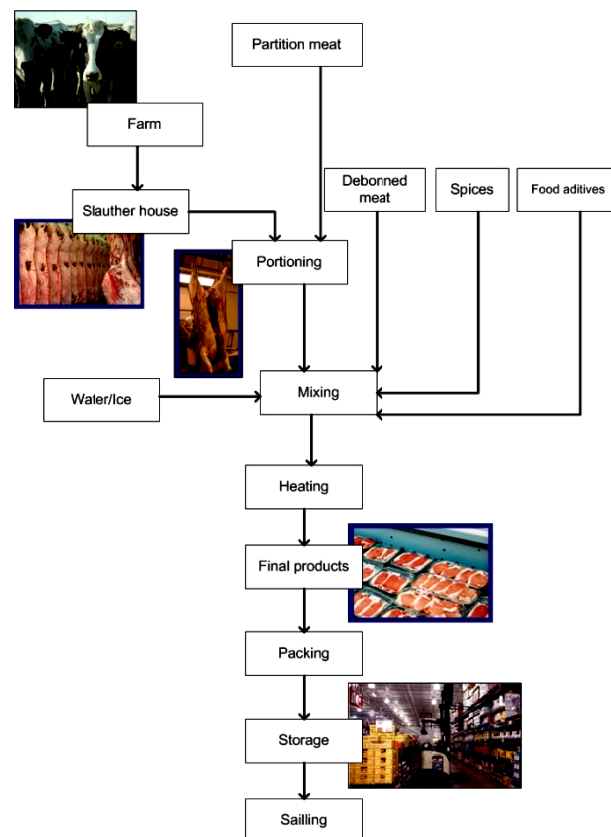 Partition meat
Farm
Debonned
meat
Spices
Food aditives
Slauther house
Portioning
Water/Ice
Mixing
Heating
Final products
Packing
Storage
Sailling